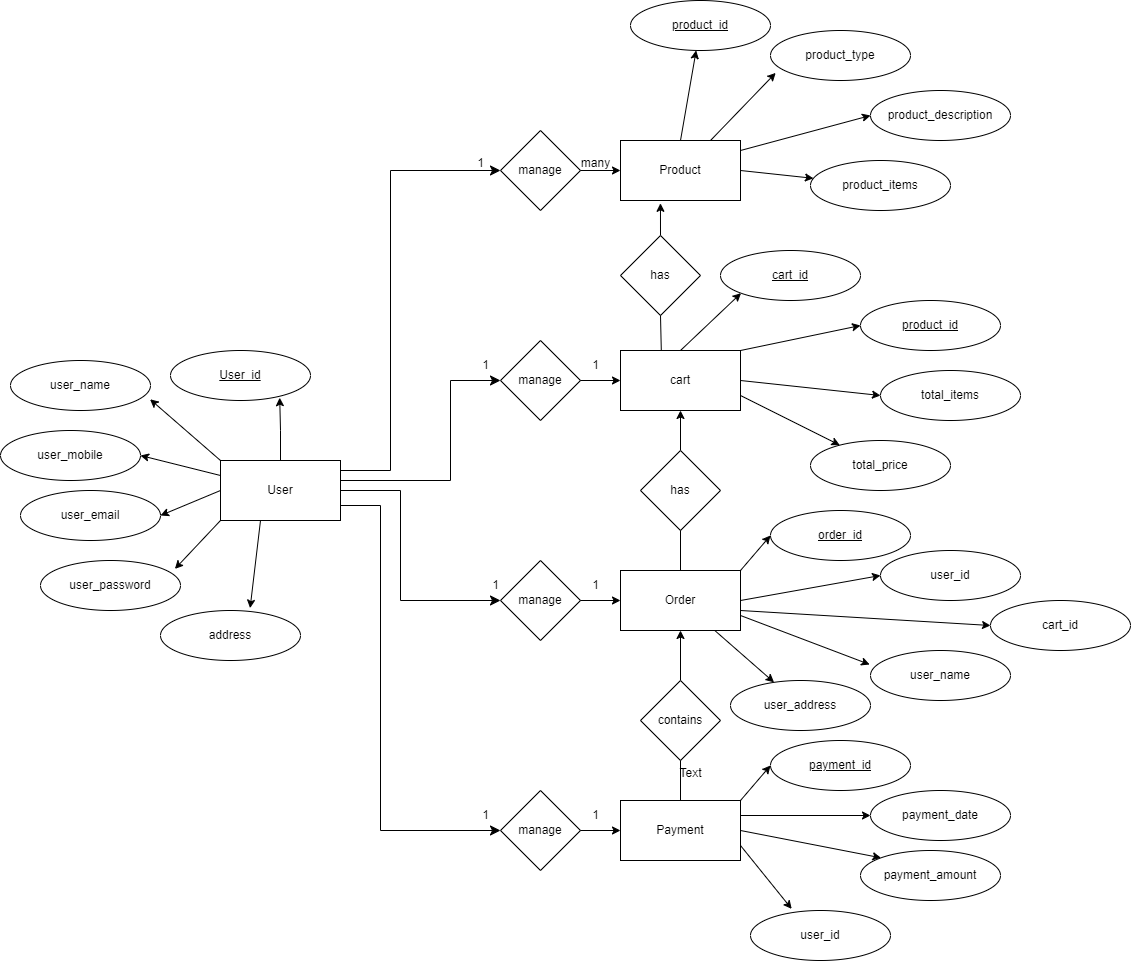 product_id
product_type
product_description
1
manage
many
Product
product_items
has
cart_id
product_id
1
manage
1
cart
total_items
total_price
user_name
User_id
user_mobile
User
user_email
user_password
address
has
order_id
user_id
1
manage
1
Order
cart_id
user_name
user_address
contains
Text
payment_id
1
manage
1
Payment
payment_date
payment_amount
user_id